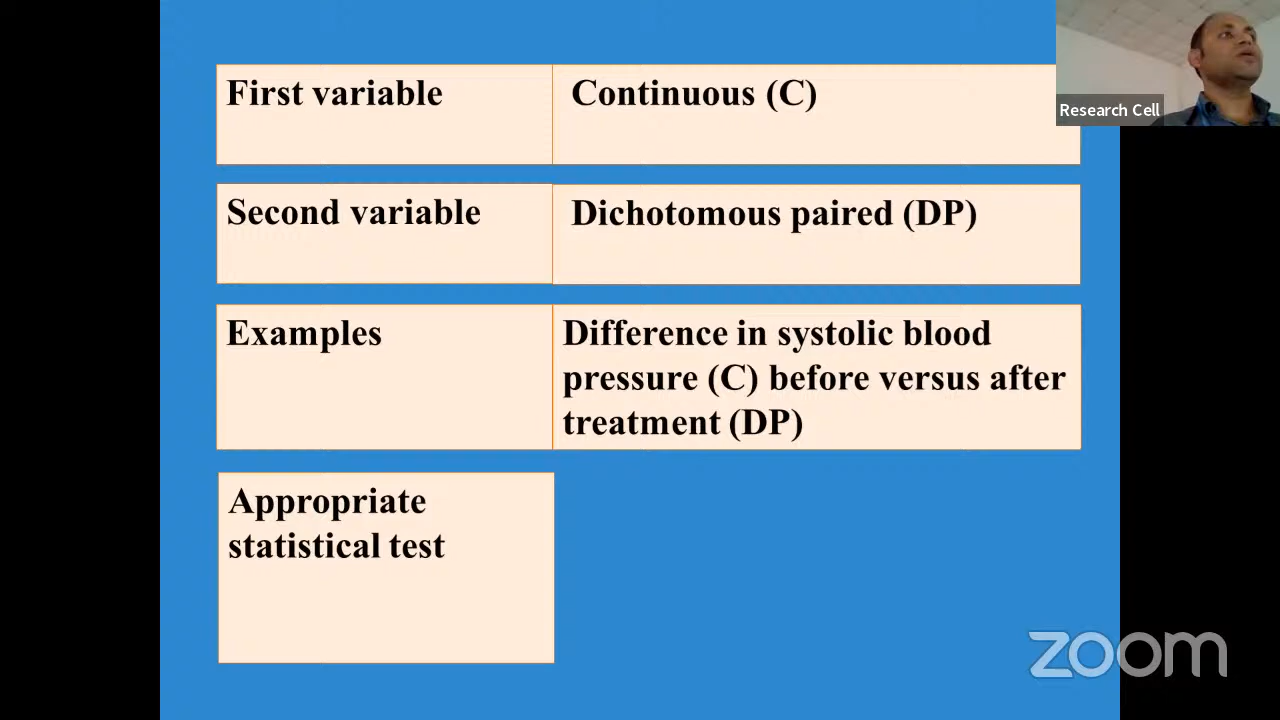 First variable
Continuous (C)
Research Cell
Second variable
Dichotomous paired (DP)
Examples
Difference in systolic blood
pressure (C) before versus after
treatment (DP)
Appropriate
statistical test
zoom